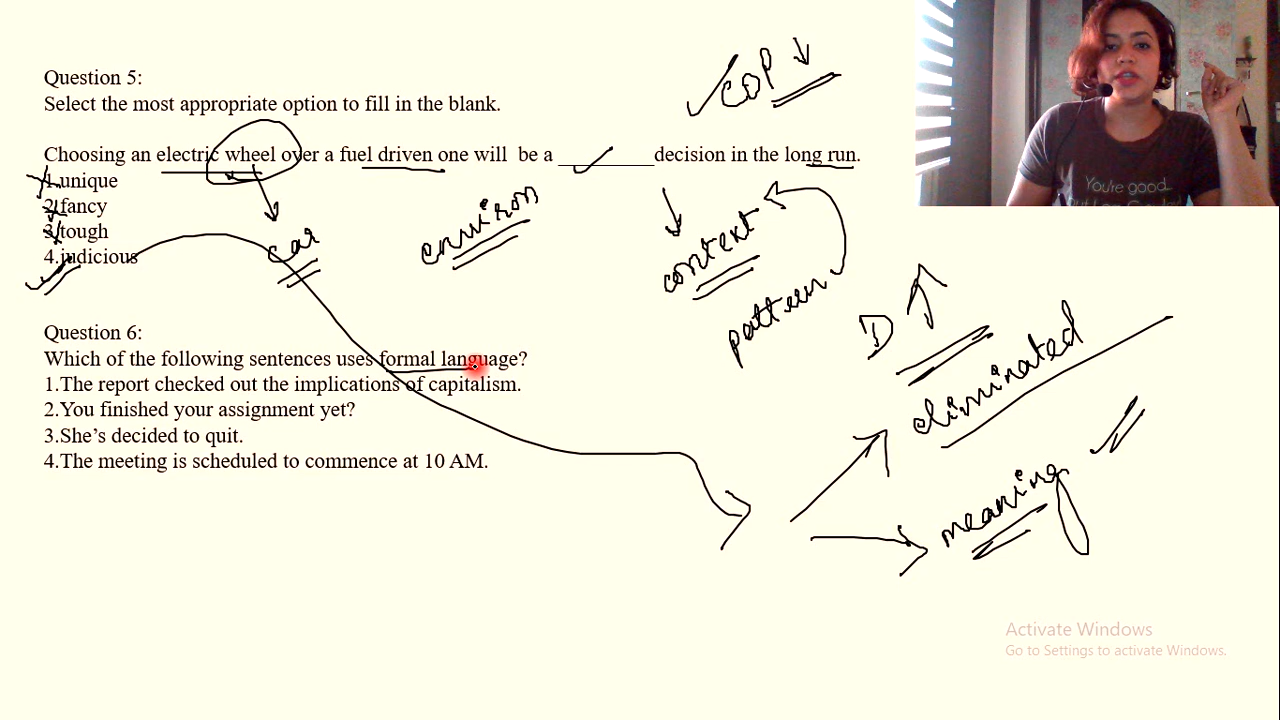 Question 5:
Select the most appropriate option to fill in the blank.
Choosing an electric wheel over a fuel driven one will be a __________decision in the long run.
1.unique
2.fancy
3.tough
4.judicious
Question 6:
Which of the following sentences uses formal language?
1.The report checked out the implications of capitalism.
2.You finished your assignment yet?
3.She’s decided to quit.
4.The meeting is scheduled to commence at 10 AM.
COP
car
environ
context
pattern
D
eliminated
meaning
You're good
Activate Windows
Go to Settings to activate Windows.